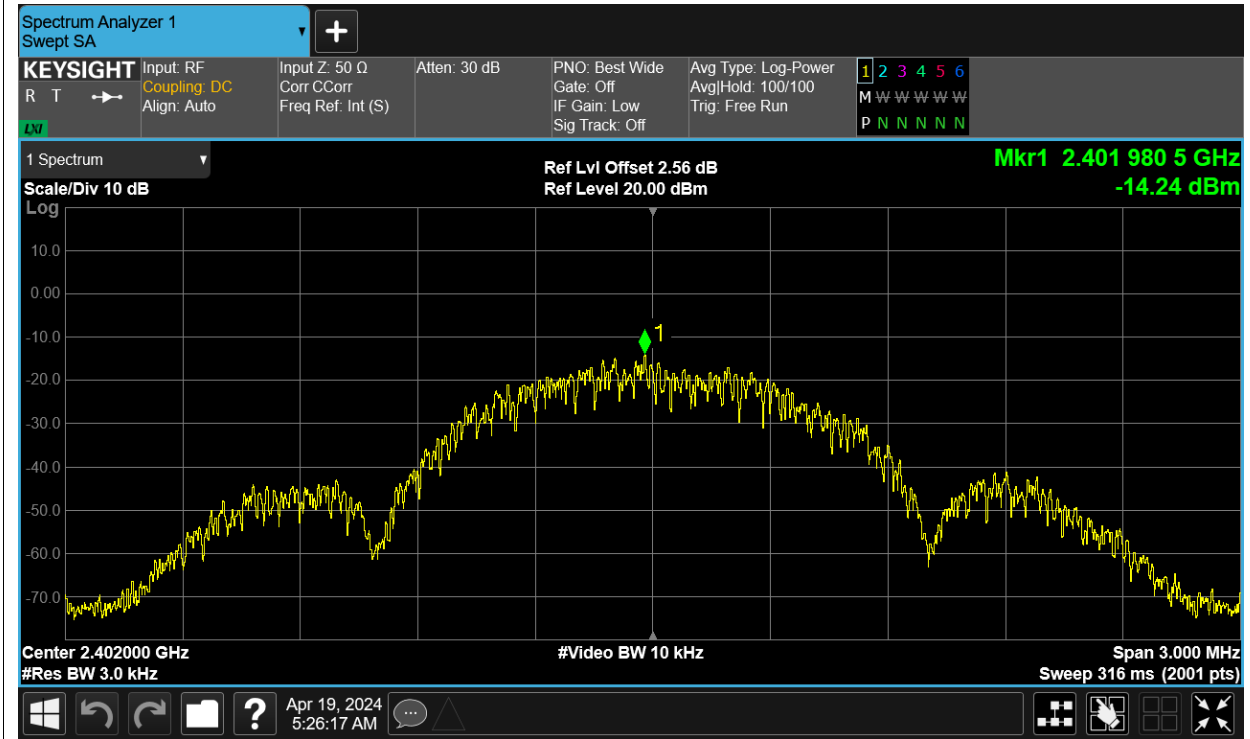 Spectrum Analyzer 1
Swept SA
KEYSIGHT
R T
LXI
Input: RF
Coupling: DC
Align: Auto
Input Z: 50 Ω
Corr CCorr
Freq Ref: Int (S)
Atten: 30 dB
PNO: Best Wide
Gate: Off
IF Gain: Low
Sig Track: Off
Avg Type: Log-Power
Avg|Hold: 100/100
Trig: Free Run
1 2 3 4 5 6
M W W W W W
P N N N N N
1 Spectrum
Scale/Div 10 dB
Log
Ref Lvl Offset 2.56 dB
Ref Level 20.00 dBm
Mkr1 2.401 980 5 GHz
-14.24 dBm
10.0
0.00
-10.0
1
-20.0
-30.0
-40.0
-50.0
-60.0
-70.0
Center 2.402000 GHz
#Res BW 3.0 kHz
#Video BW 10 kHz
Span 3.000 MHz
Sweep 316 ms (2001 pts)
?
Apr 19, 2024
5:26:17 AM